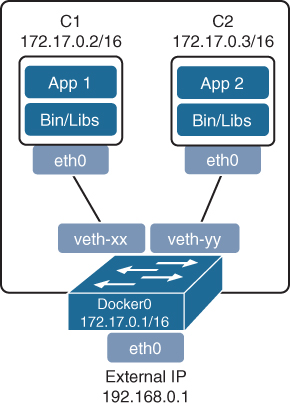 C1
172.17.0.2/16
App 1
Bin/Libs
eth0
C2
172.17.0.3/16
App 2
Bin/Libs
eth0
veth-xx
veth-yy
Docker0
172.17.0.1/16
eth0
External IP
192.168.0.1